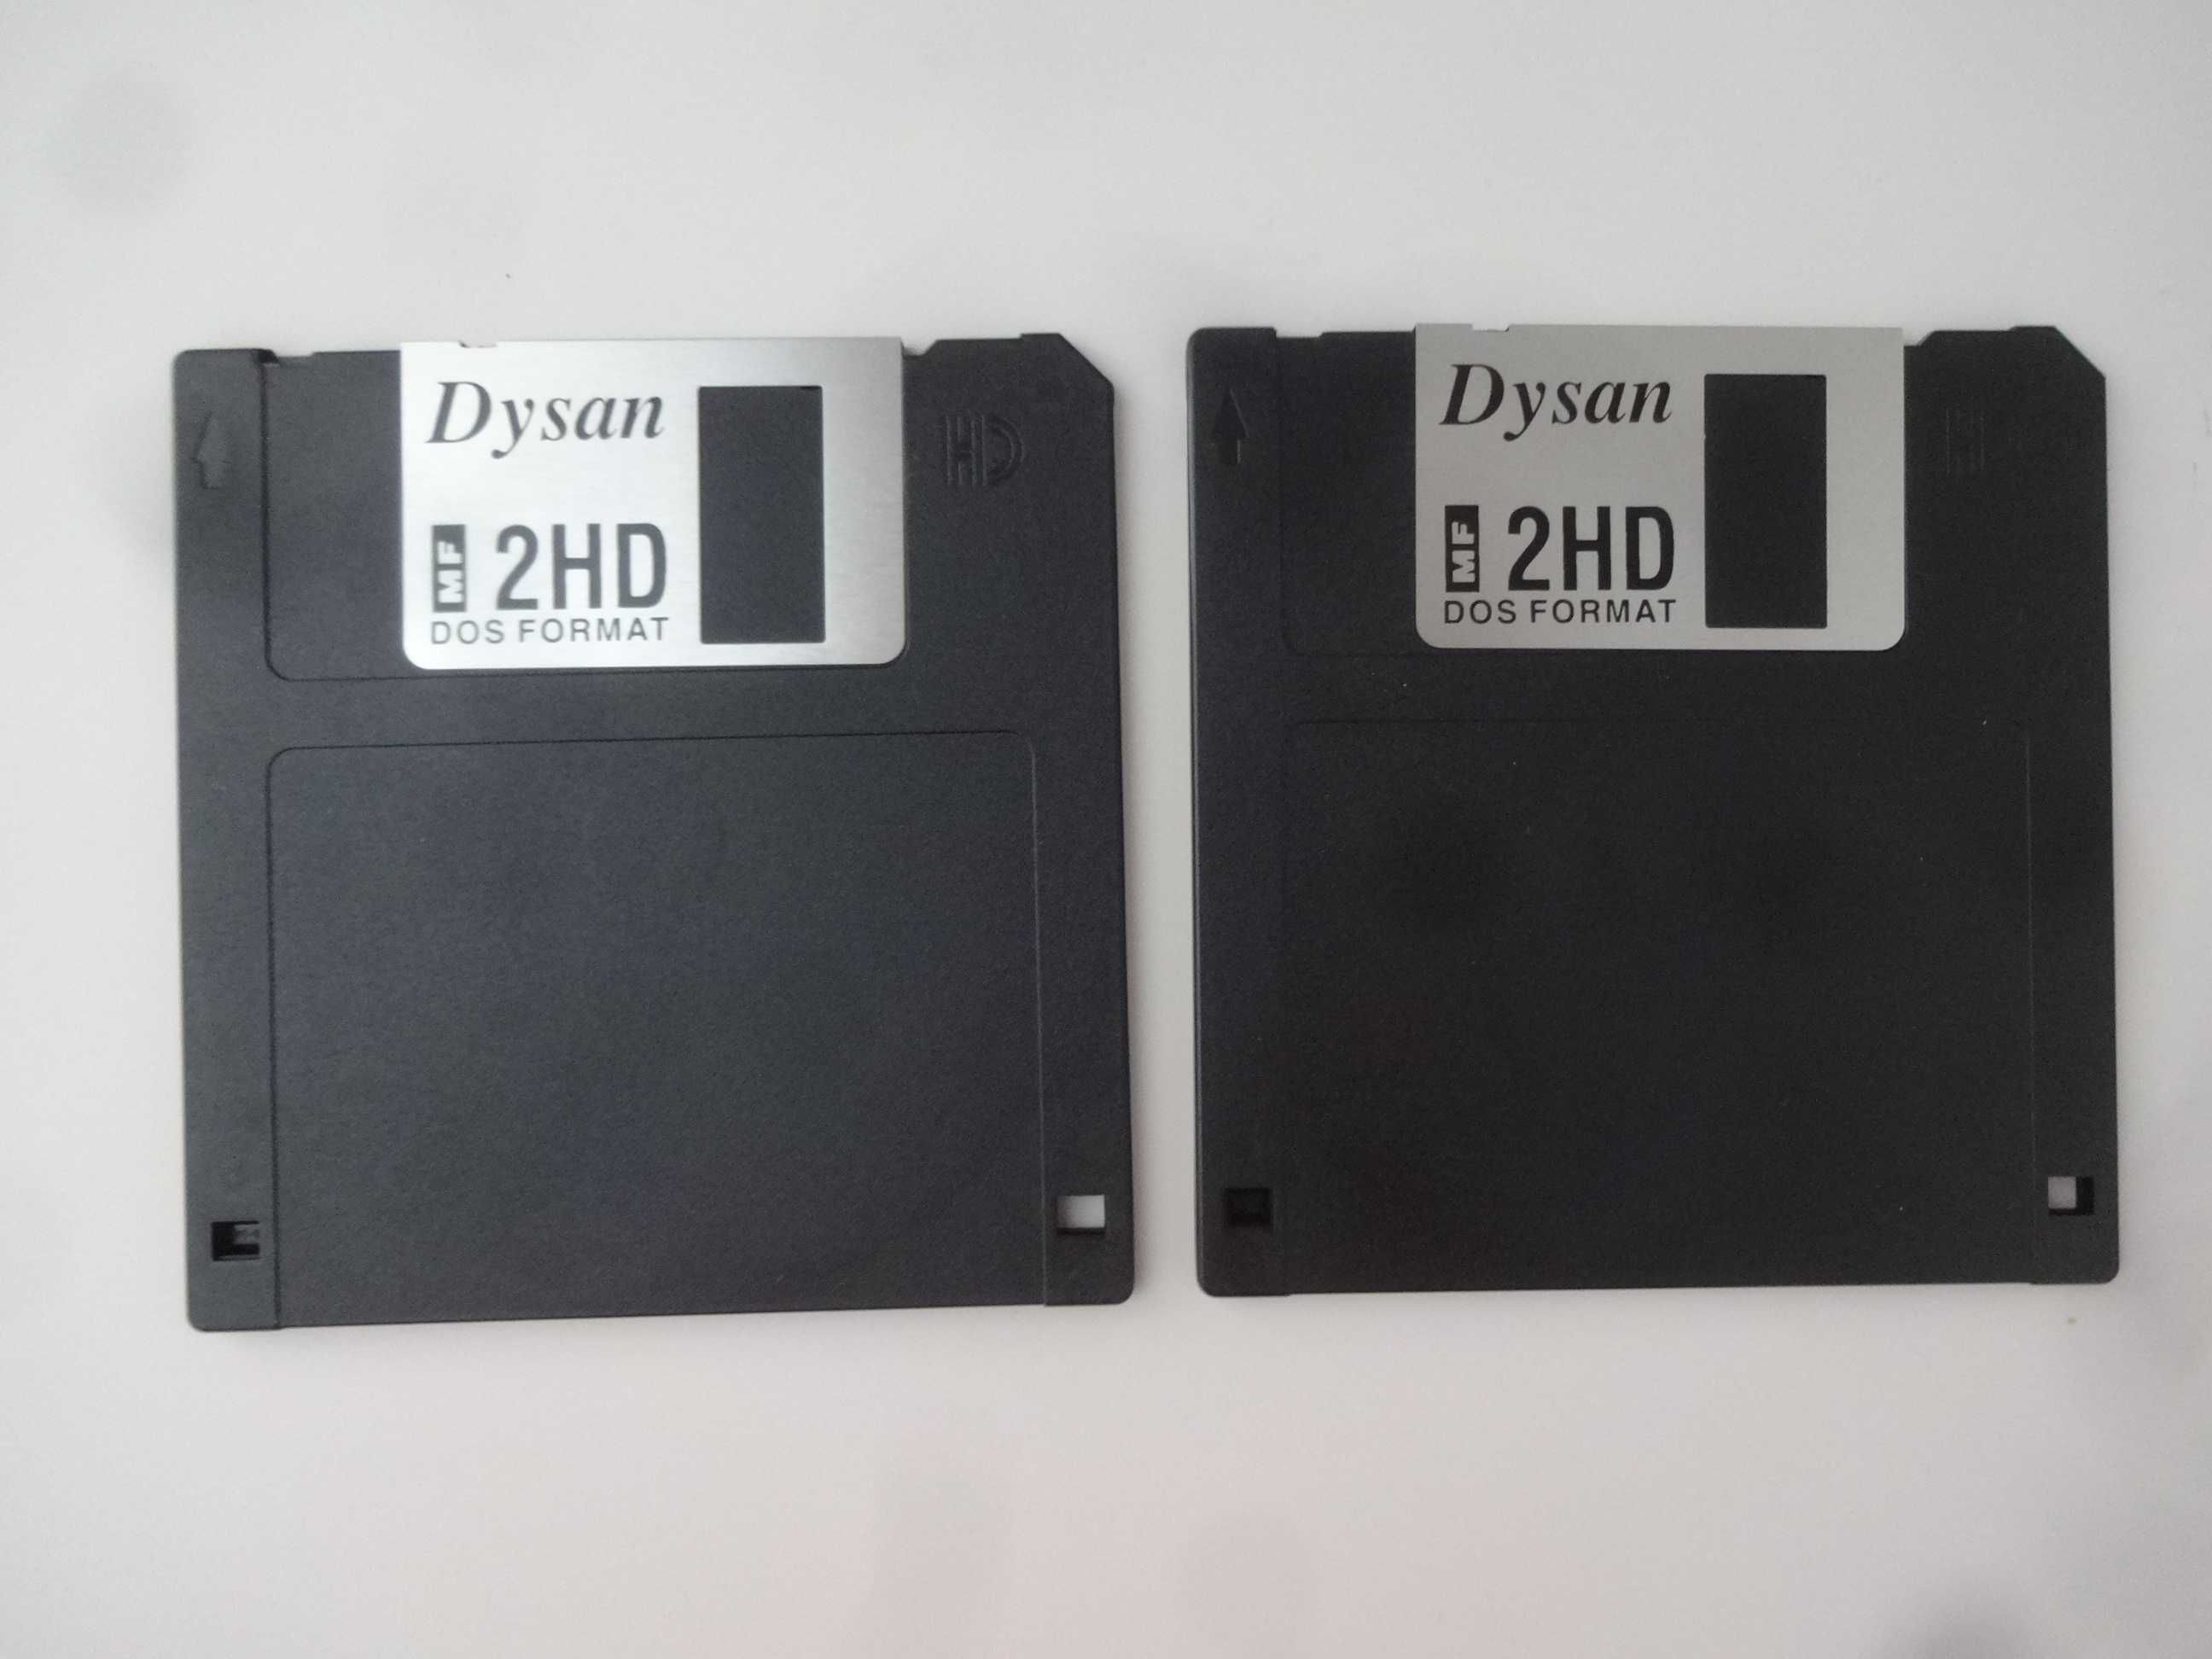 Dysan
MF 2HD
DOS FORMAT
HD
Dysan
MF 2HD
DOS FORMAT